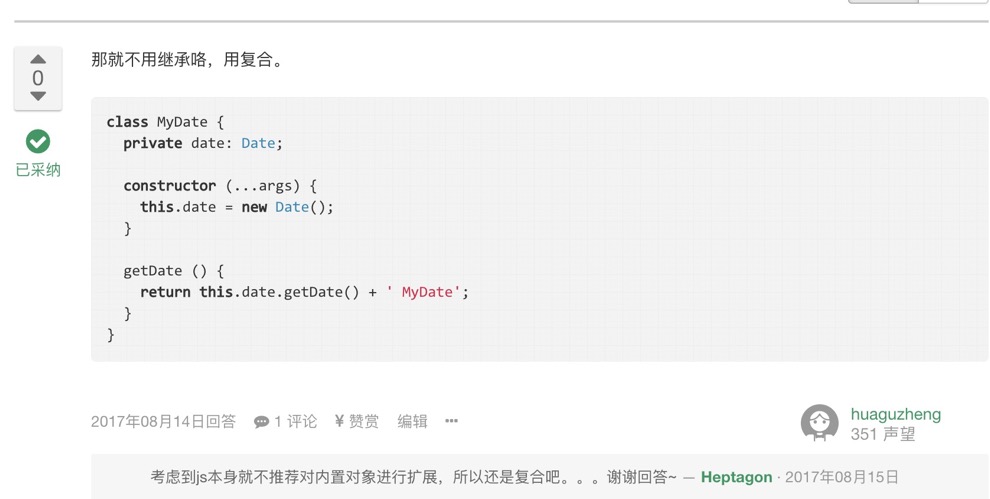 那就不用继承咯，用复合。
0
已采纳
class MyDate {
  private date: Date;
  constructor (...args) {
    this.date = new Date();
  }
  getDate () {
    return this.date.getDate() + ' MyDate';
  }
}
2017年08月14日回答 1 评论 ¥ 赞赏 编辑 •••
huaguzheng
351 声望
考虑到js本身就不推荐对内置对象进行扩展，所以还是复合吧。。。谢谢回答~ — Heptagon · 2017年08月15日